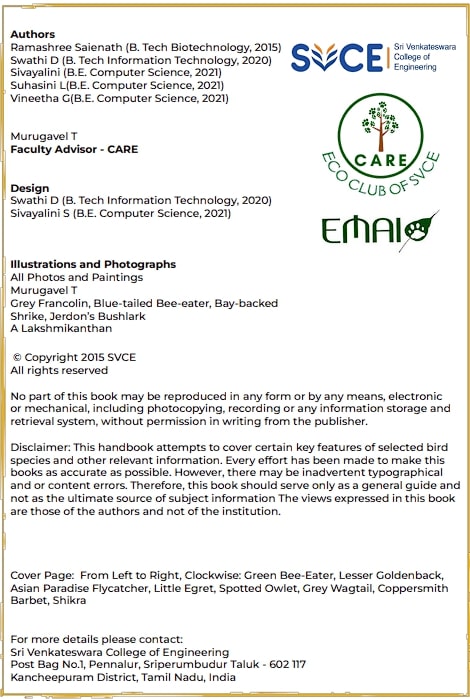 Authors
Ramashree Saienath (B. Tech Biotechnology, 2015)
Swathi D (B. Tech Information Technology, 2020)
Sivayalini (B.E. Computer Science, 2021)
Suhasini L(B.E. Computer Science, 2021)
Vineetha G(B.E. Computer Science, 2021)
SVCE
Sri Venkateswara
College of
Engineering
Murugavel T
Faculty Advisor - CARE
CARE
ECO CLUB OF SVCE
Design
Swathi D (B. Tech Information Technology, 2020)
Sivayalini S (B.E. Computer Science, 2021)
EMAI
Illustrations and Photographs
All Photos and Paintings
Murugavel T
Grey Francolin, Blue-tailed Bee-eater, Bay-backed
Shrike, Jerdon's Bushlark
A Lakshmikanthan
© Copyright 2015 SVCE
All rights reserved
No part of this book may be reproduced in any form or by any means, electronic
or mechanical, including photocopying, recording or any information storage and
retrieval system, without permission in writing from the publisher.
Disclaimer: This handbook attempts to cover certain key features of selected bird
species and other relevant information. Every effort has been made to make this
books as accurate as possible. However, there may be inadvertent typographical
and or content errors. Therefore, this book should serve only as a general guide and
not as the ultimate source of subject information The views expressed in this book
are those of the authors and not of the institution.
Cover Page: From Left to Right, Clockwise: Green Bee-Eater, Lesser Goldenback,
Asian Paradise Flycatcher, Little Egret, Spotted Owlet, Grey Wagtail, Coppersmith
Barbet, Shikra
For more details please contact:
Sri Venkateswara College of Engineering
Post Bag No.1, Pennalur, Sriperumbudur Taluk - 602 117
Kancheepuram District, Tamil Nadu, India